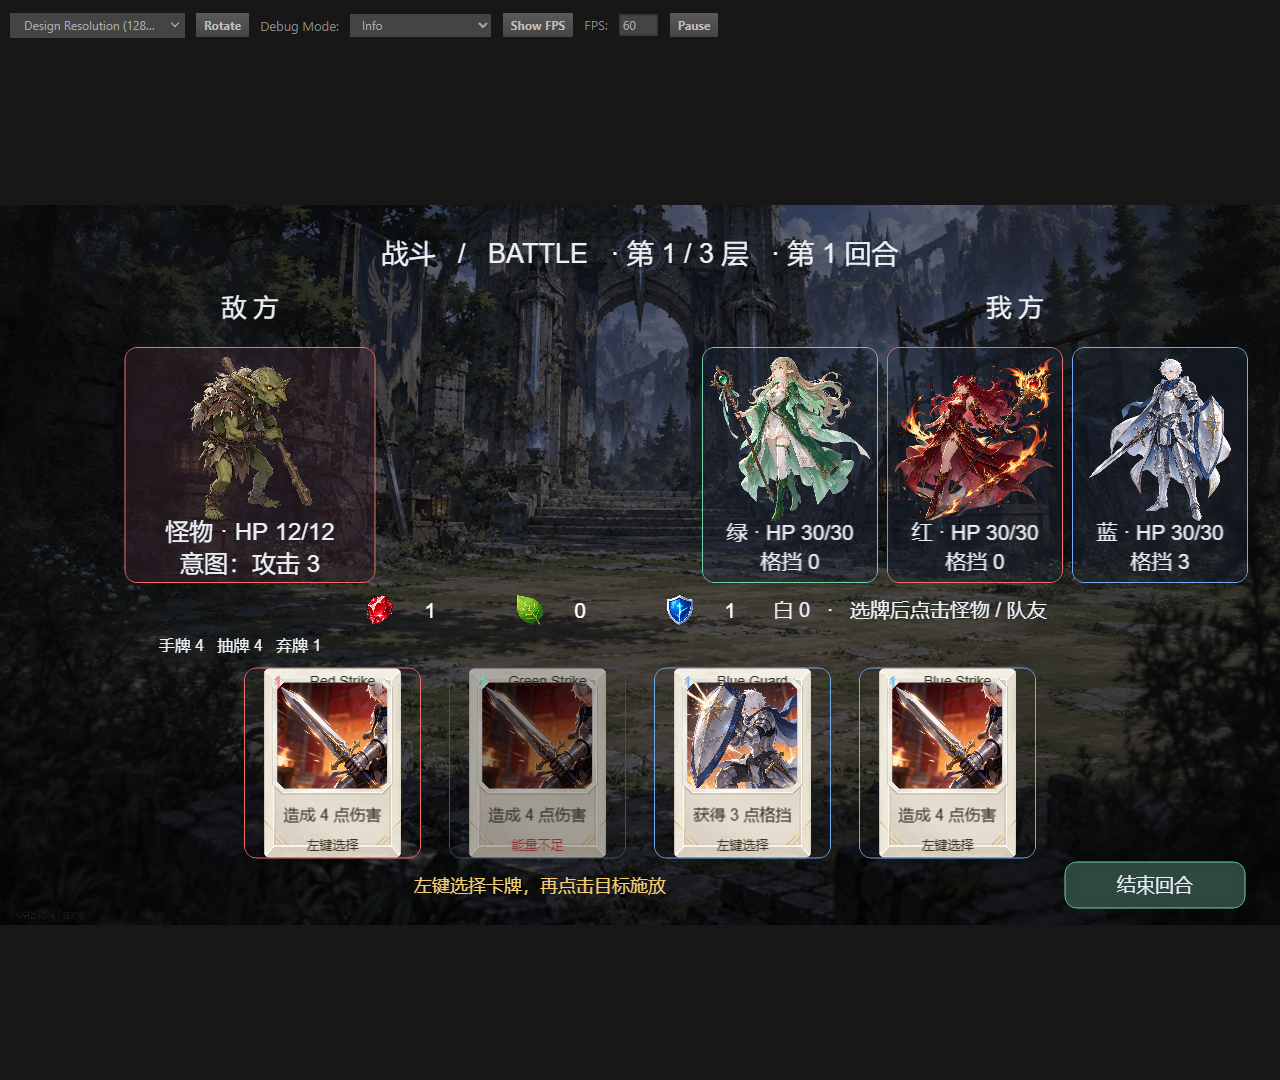 Design Resolution (128... Rotate Debug Mode: Info Show FPS FPS: 60 Pause
战斗 / BATTLE · 第 1 / 3 层 · 第 1 回合
敌 方
我 方
怪物 · HP 12/12
意图：攻击 3
绿 · HP 30/30
格挡 0
红 · HP 30/30
格挡 0
蓝 · HP 30/30
格挡 3
1 0 1 白 0 · 选牌后点击怪物 / 队友
手牌 4 抽牌 4 弃牌 1
1 Red Strike
造成 4 点伤害
左键选择
1 Green Strike
造成 4 点伤害
能量不足
1 Blue Guard
获得 3 点格挡
左键选择
1 Blue Strike
造成 4 点伤害
左键选择
左键选择卡牌，再点击目标施放
结束回合